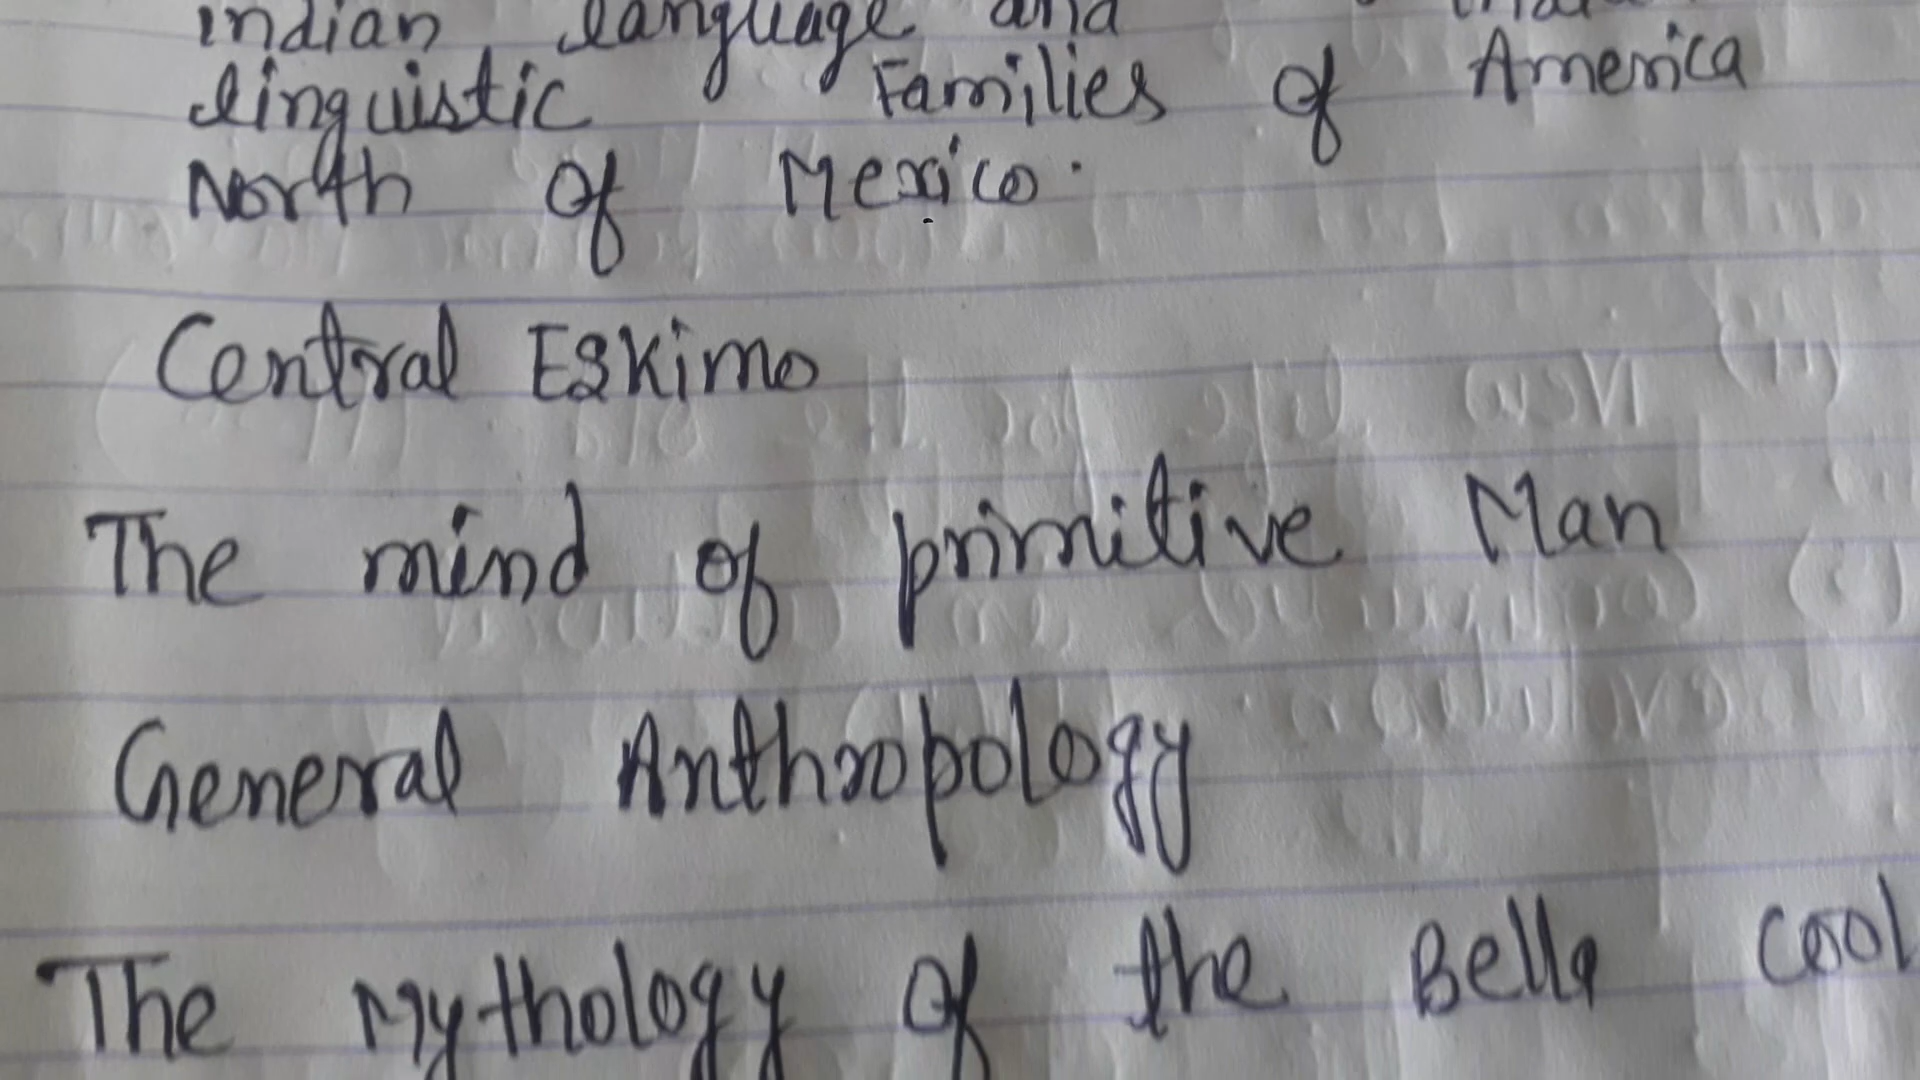 indian language and
linguistic Families of America
North of Mexico.
Central Eskimo
The mind of primitive Man
General Anthropology
The Mythology of the Bella Cool